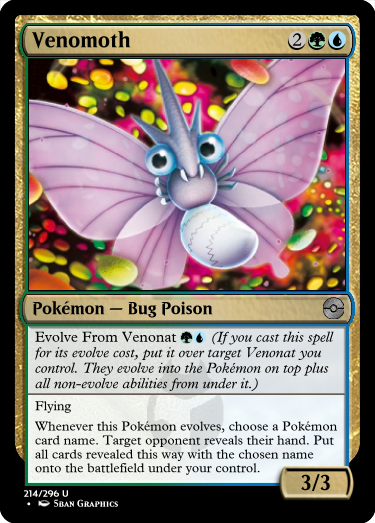 Venomoth 2
Pokémon — Bug Poison
Evolve From Venonat (If you cast this spell
for its evolve cost, put it over target Venonat you
control. They evolve into the Pokémon on top plus
all non-evolve abilities from under it.)
Flying
Whenever this Pokémon evolves, choose a Pokémon
card name. Target opponent reveals their hand. Put
all cards revealed this way with the chosen name
onto the battlefield under your control.
3/3
214/296 U
• Sban Graphics